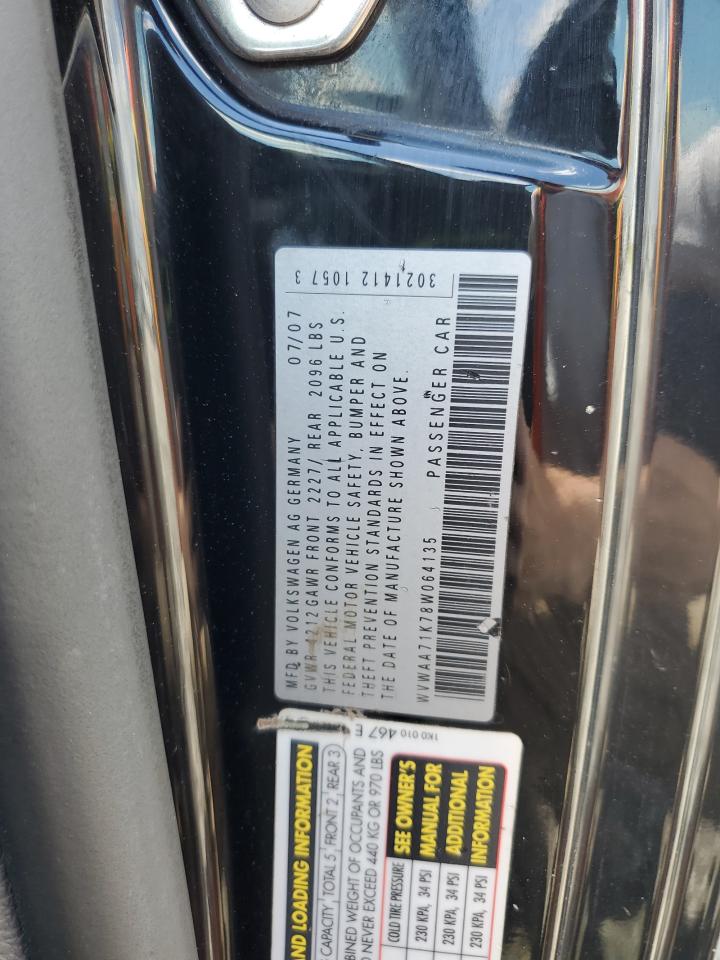 MFD BY VOLKSWAGEN AG GERMANY 07/07
GVWR 4212 GAWR FRONT 2227/ REAR 2096 LBS
THIS VEHICLE CONFORMS TO ALL APPLICABLE U.S.
FEDERAL MOTOR VEHICLE SAFETY, BUMPER AND
THEFT PREVENTION STANDARDS IN EFFECT ON
THE DATE OF MANUFACTURE SHOWN ABOVE.
WVWAA71K78W064135 PASSENGER CAR
3021412 1057 3
1K0 010 467 E
AND LOADING INFORMATION
CAPACITY TOTAL 5 FRONT 2 REAR 3
WEIGHT OF OCCUPANTS AND
NEVER EXCEED 440 KG OR 970 LBS
COLD TIRE PRESSURE
230 KPA, 34 PSI
230 KPA, 34 PSI
230 KPA, 34 PSI
SEE OWNER'S
MANUAL FOR
ADDITIONAL
INFORMATION